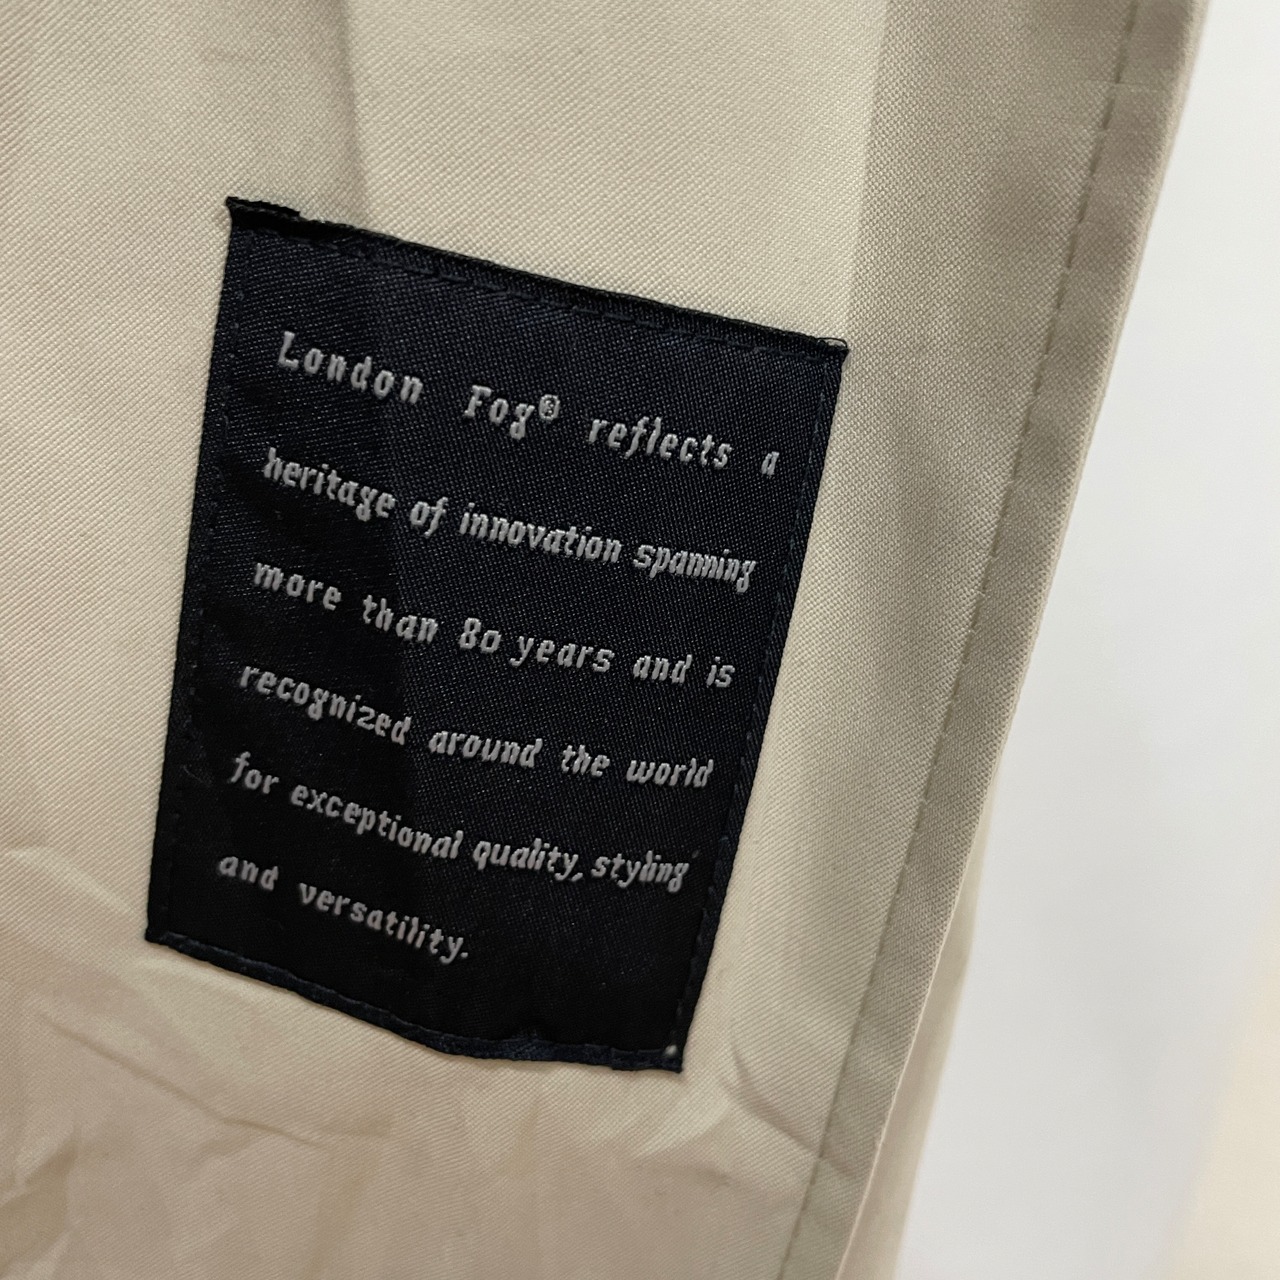 London Fog® reflects a
heritage of innovation spanning
more than 80 years and is
recognized around the world
for exceptional quality, styling
and versatility.